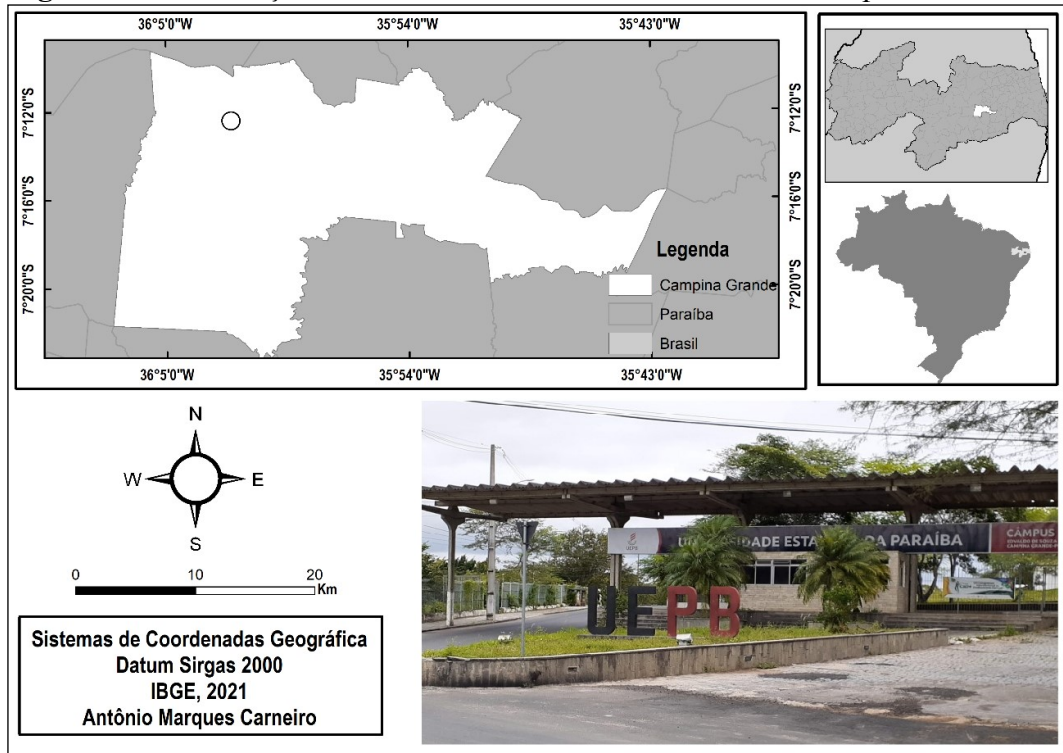 36°5'0"W 35°54'0"W 35°43'0"W
7°12'0"S
7°16'0"S
7°20'0"S
7°12'0"S
7°16'0"S
7°20'0"S
Legenda
Campina Grande
Paraíba
Brasil
36°5'0"W 35°54'0"W 35°43'0"W
N
W E
S
0 10 20
Km
Sistemas de Coordenadas Geográfica
Datum Sirgas 2000
IBGE, 2021
Antônio Marques Carneiro
DA PARAÍBA
CÂMPUS
UEPB